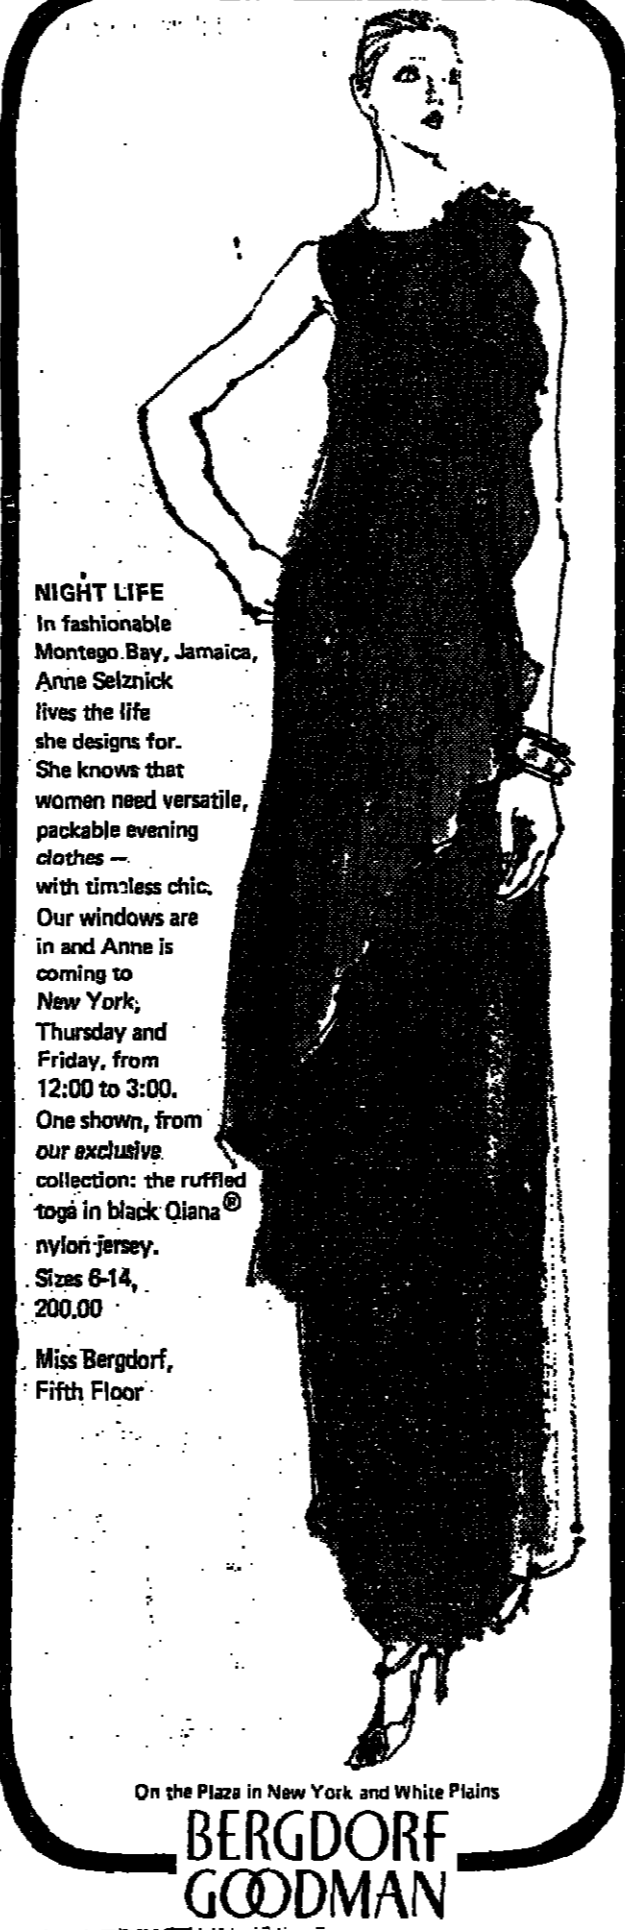 NIGHT LIFE
In fashionable
Montego Bay, Jamaica,
Anne Selznick
lives the life
she designs for.
She knows that
women need versatile,
packable evening
clothes —
with timeless chic.
Our windows are
in and Anne is
coming to
New York,
Thursday and
Friday, from
12:00 to 3:00.
One shown, from
our exclusive
collection: the ruffled
toga in black Qiana®
nylon jersey.
Sizes 6-14,
200.00
Miss Bergdorf,
Fifth Floor
On the Plaza in New York and White Plains
BERGDORF
GOODMAN